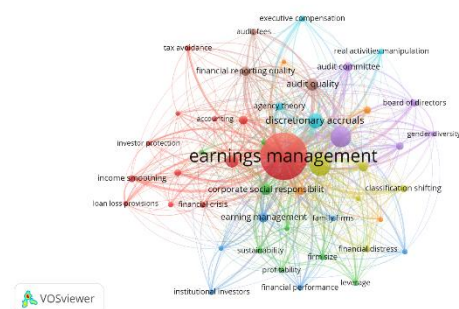 executive compensation
audit fees
tax avoidance
real activities manipulation
financial reporting quality
audit committee
audit quality
agency theory
board of directors
accounting
discretionary accruals
gender diversity
investor protection
earnings management
income smoothing
corporate social responsibilit
classification shifting
loan loss provisions
financial crisis
earning management
family firms
sustainability
financial distress
firm size
profitability
leverage
institutional investors
financial performance
VOSviewer